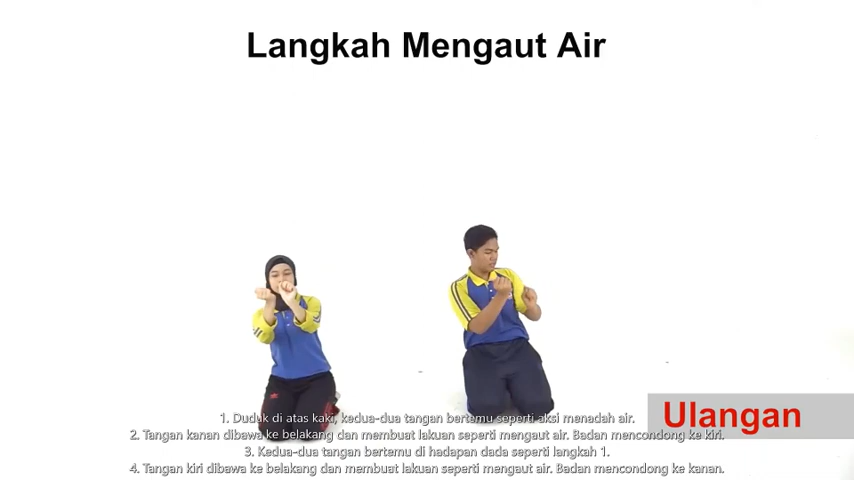 Langkah Mengaut Air
Ulangan
1. Duduk di atas kaki, kedua-dua tangan bertemu seperti aksi menadah air.
2. Tangan kanan dibawa ke belakang dan membuat lakuan seperti mengaut air. Badan mencondong ke kiri.
3. Kedua-dua tangan bertemu di hadapan dada seperti langkah 1.
4. Tangan kiri dibawa ke belakang dan membuat lakuan seperti mengaut air. Badan mencondong ke kanan.